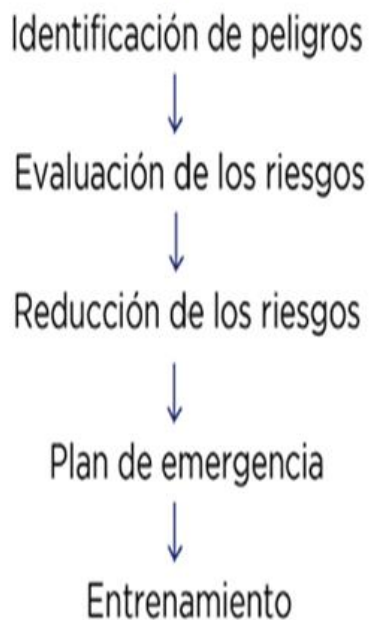 Identificación de peligros
Evaluación de los riesgos
Reducción de los riesgos
Plan de emergencia
Entrenamiento